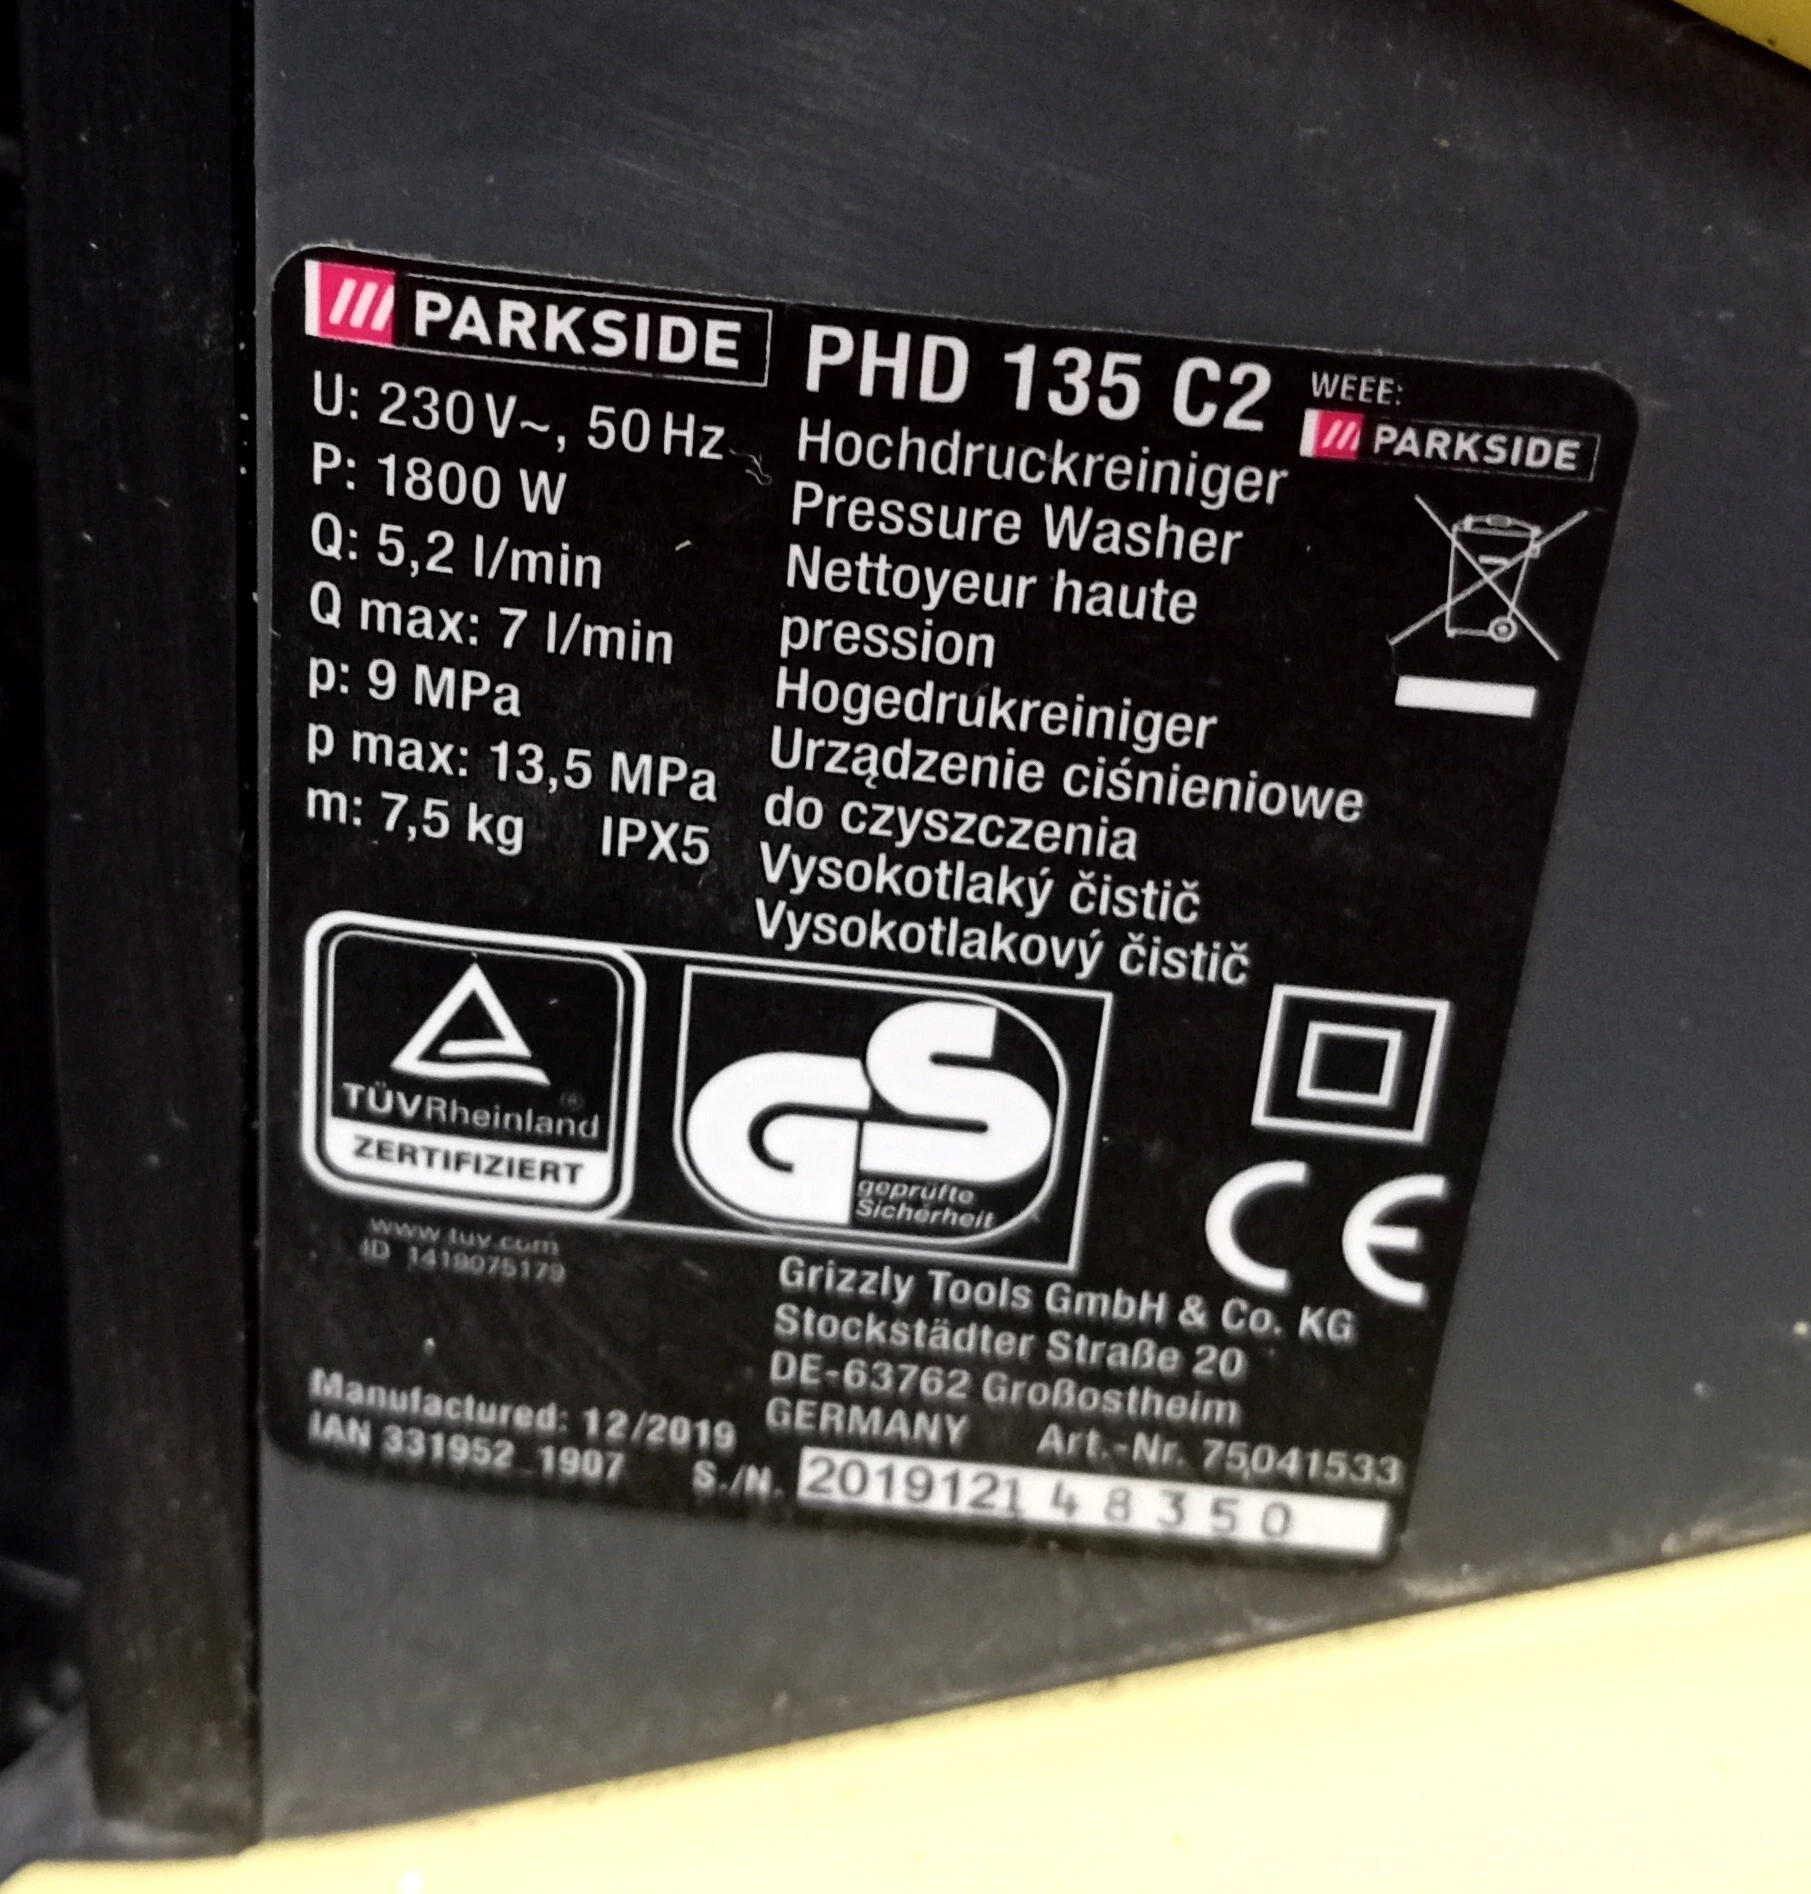 PARKSIDE
U: 230 V~, 50 Hz
P: 1800 W
Q: 5,2 l/min
Q max: 7 l/min
p: 9 MPa
p max: 13,5 MPa
m: 7,5 kg IPX5
PHD 135 C2
Hochdruckreiniger
Pressure Washer
Nettoyeur haute
pression
Hogedrukreiniger
Urządzenie ciśnieniowe
do czyszczenia
Vysokotlaký čistič
Vysokotlakový čistič
WEEE:
PARKSIDE
TÜVRheinland ®
ZERTIFIZIERT
www.tuv.com
ID 1419075179
GS
geprüfte
Sicherheit
CE
Grizzly Tools GmbH & Co. KG
Stockstädter Straße 20
DE-63762 Großostheim
GERMANY Art.-Nr. 75041533
Manufactured: 12/2019
IAN 331952_1907
S./N. 20191214 8 3 5 0